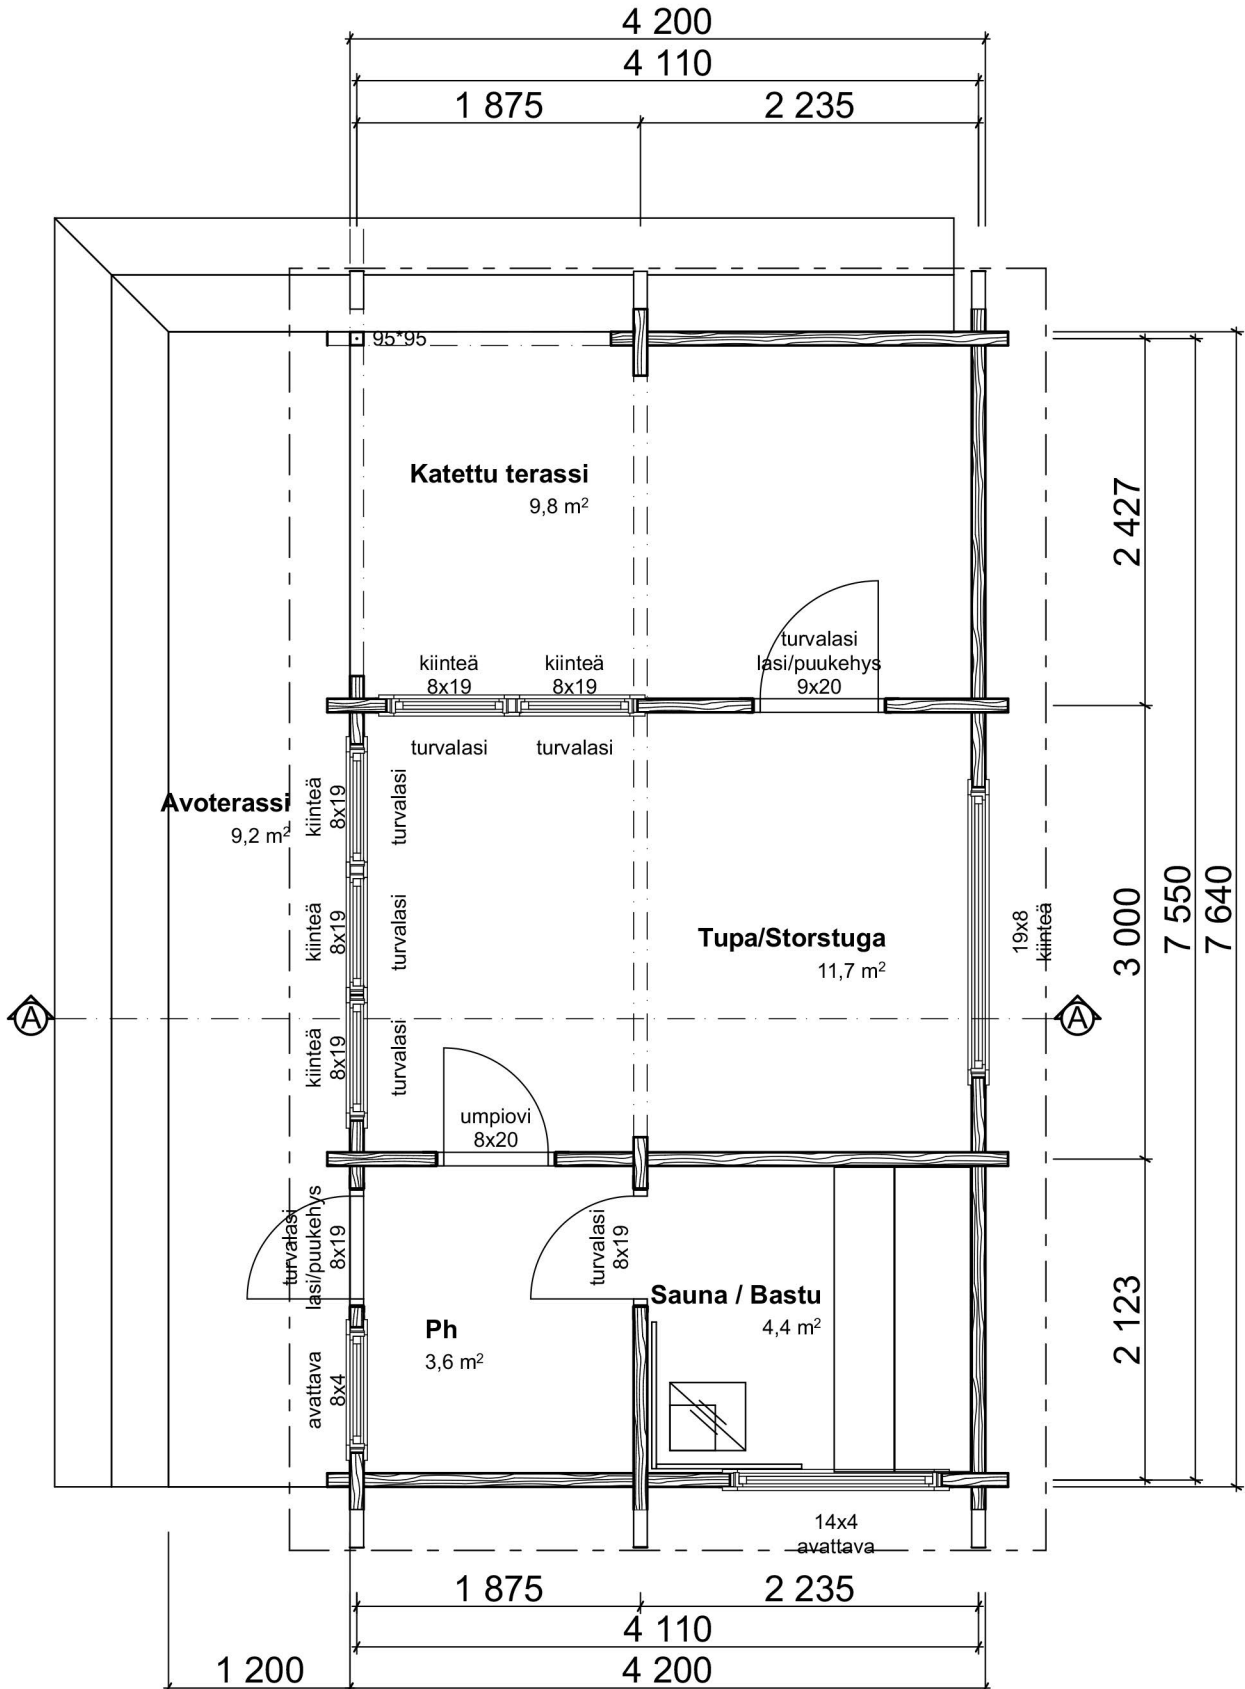 4 200
4 110
1 875
2 235
95*95
Katettu terassi
9,8 m²
2 427
turvalasi
lasi/puukehys
9x20
kiinteä
8x19
kiinteä
8x19
turvalasi
turvalasi
Avoterassi
9,2 m²
kiinteä
8x19
turvalasi
kiinteä
8x19
turvalasi
kiinteä
8x19
turvalasi
Tupa/Storstuga
11,7 m²
19x8
kiinteä
3 000
7 550
7 640
A
A
umpiovi
8x20
turvalasi
lasi/puukehys
8x19
turvalasi
8x19
Sauna / Bastu
4,4 m²
2 123
Ph
3,6 m²
avattava
8x4
14x4
avattava
1 875
2 235
4 110
1 200
4 200